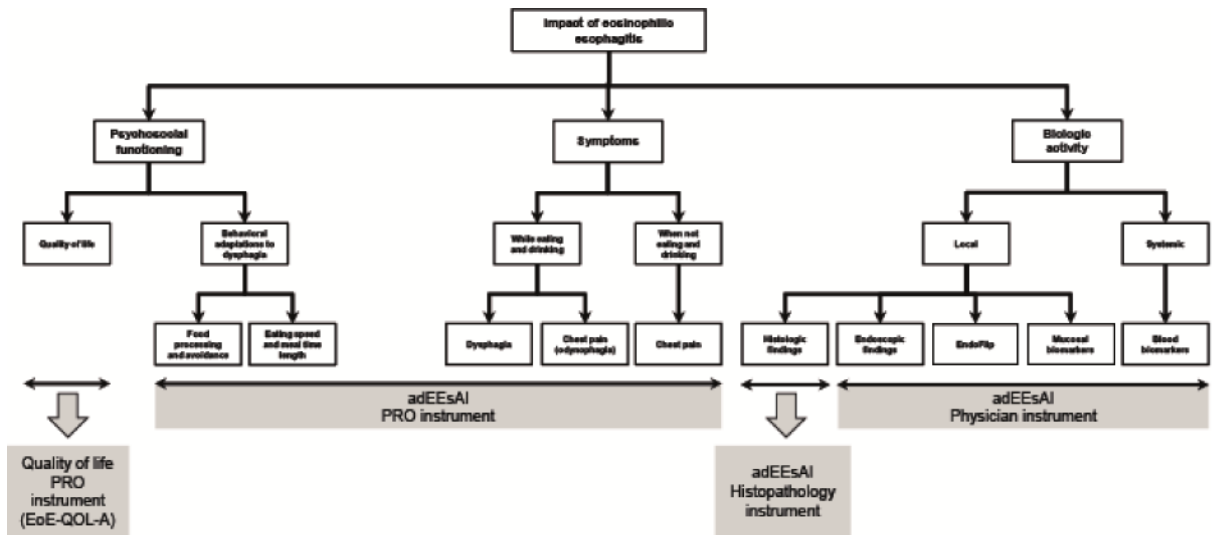 Impact of eosinophilic
esophagitis
Psychosocial
functioning
Symptoms
Biologic
activity
Quality of life
Behavioral
adaptations to
dysphagia
While eating
and drinking
When not
eating and
drinking
Local
Systemic
Food
processing
and avoidance
Eating speed
and meal time
length
Dysphagia
Chest pain
(odynophagia)
Chest pain
Histologic
findings
Endoscopic
findings
EndoFlip
Mucosal
biomarkers
Blood
biomarkers
adEEsAI
PRO instrument
adEEsAI
Physician instrument
Quality of life
PRO
instrument
(EoE-QOL-A)
adEEsAI
Histopathology
instrument